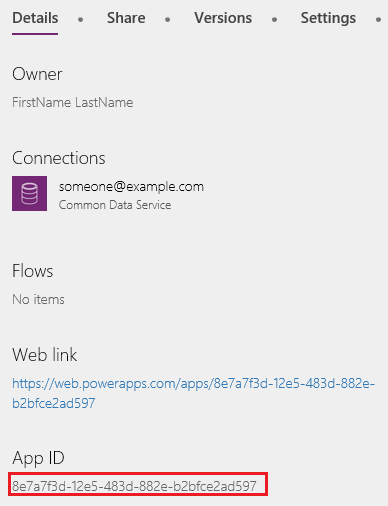 Details • Share • Versions • Settings •
Owner
FirstName LastName
Connections
someone@example.com
Common Data Service
Flows
No items
Web link
https://web.powerapps.com/apps/8e7a7f3d-12e5-483d-882e-
b2bfce2ad597
App ID
8e7a7f3d-12e5-483d-882e-b2bfce2ad597